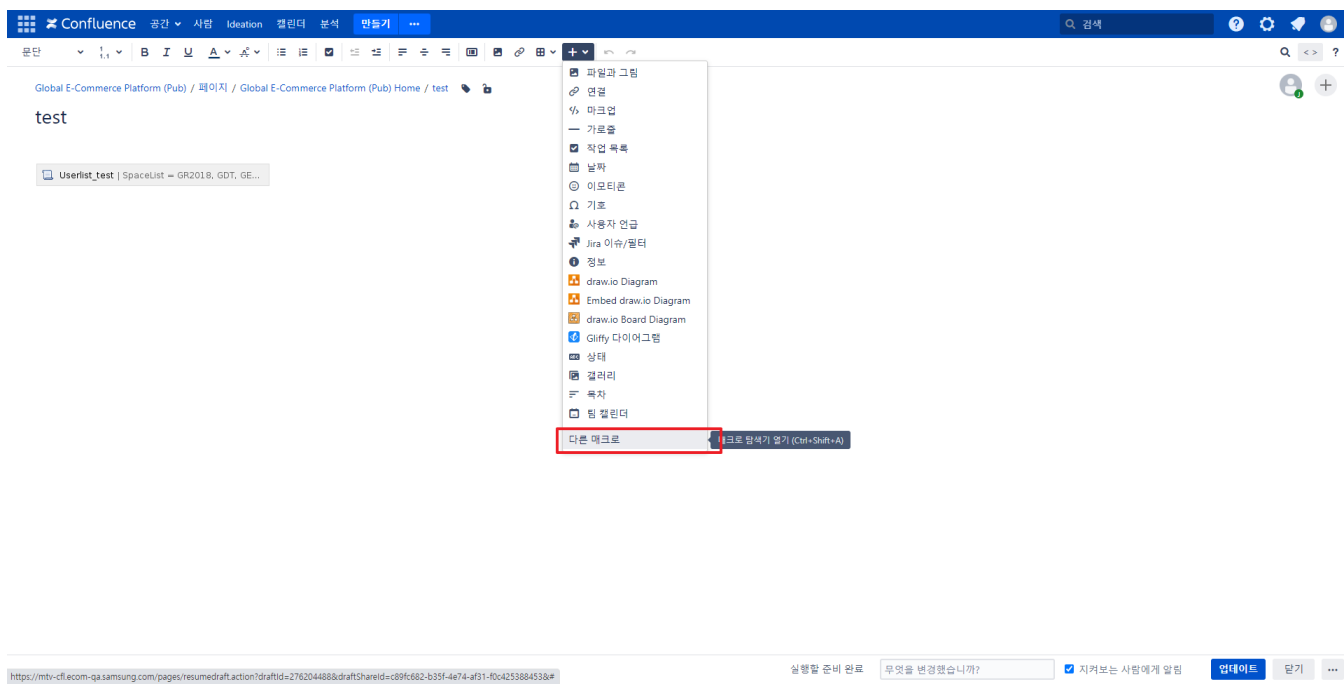 Confluence 공간 사람 Ideation 캘린더 분석 만들기 ··· 검색
문단 1. 1.1 B I U A
Global E-Commerce Platform (Pub) / 페이지 / Global E-Commerce Platform (Pub) Home / test
test
Userlist_test | SpaceList = GR2018, GDT, GE...
파일과 그림
연결
마크업
가로줄
작업 목록
날짜
이모티콘
Ω 기호
사용자 언급
Jira 이슈/필터
정보
draw.io Diagram
Embed draw.io Diagram
draw.io Board Diagram
Gliffy 다이어그램
상태
갤러리
목차
팀 캘린더
다른 매크로
매크로 탐색기 열기 (Ctrl+Shift+A)
실행할 준비 완료 무엇을 변경했습니까? 지켜보는 사람에게 알림 업데이트 닫기 ···
https://mtv-cfl.ecom-qa.samsung.com/pages/resumedraft.action?draftId=276204488&draftShareId=c89fc682-b35f-4e74-af31-f0c425388453&#